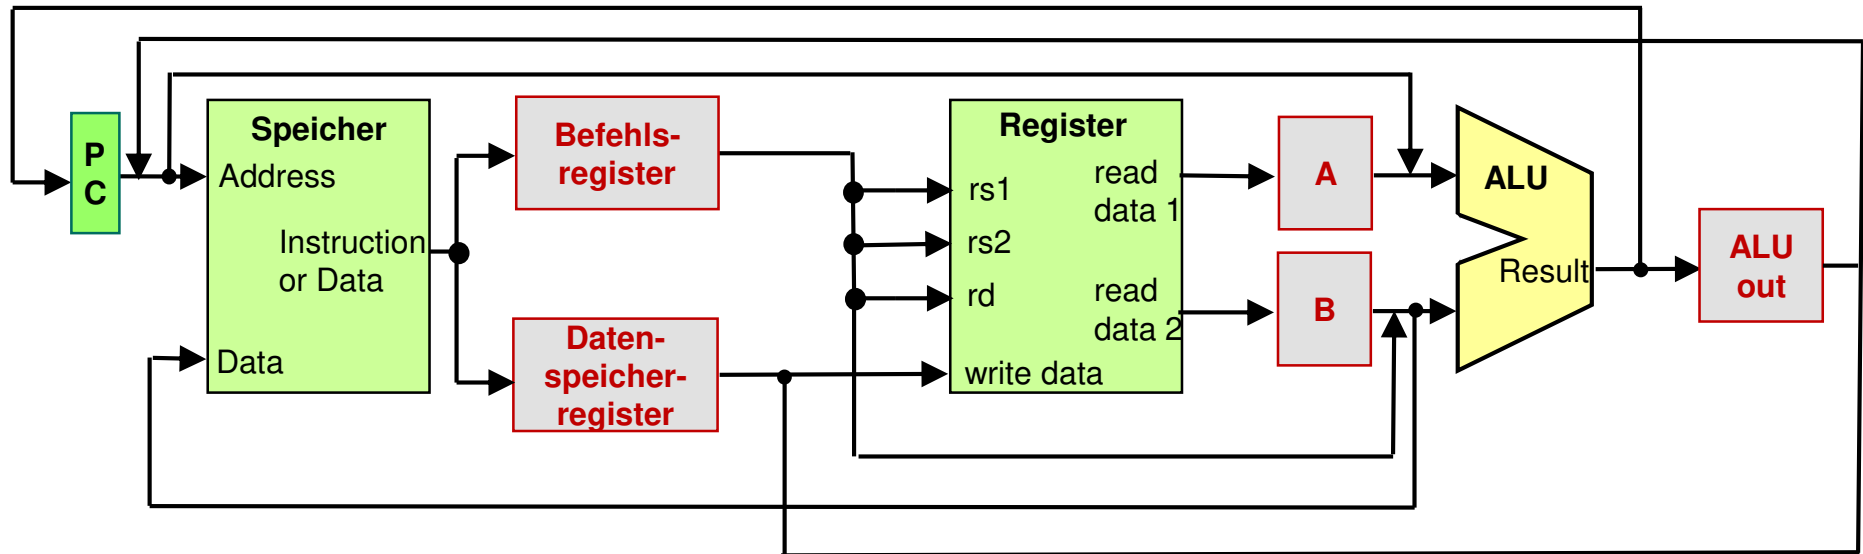 P
C
Speicher
Address
Instruction
or Data
Data
Befehls-
register
Daten-
speicher-
register
Register
rs1
rs2
rd
write data
read
data 1
read
data 2
A
B
ALU
Result
ALU
out